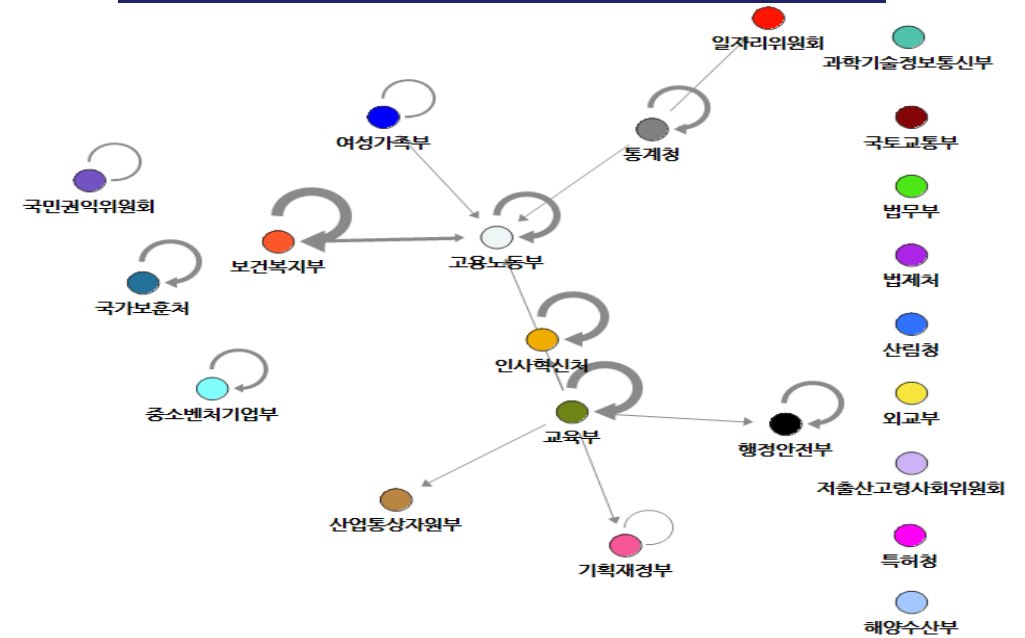 일자리위원회
과학기술정보통신부
여성가족부
통계청
국토교통부
국민권익위원회
법무부
보건복지부
고용노동부
법제처
국가보훈처
산림청
인사혁신처
중소벤처기업부
외교부
교육부
행정안전부
저출산고령사회위원회
산업통상자원부
기획재정부
특허청
해양수산부